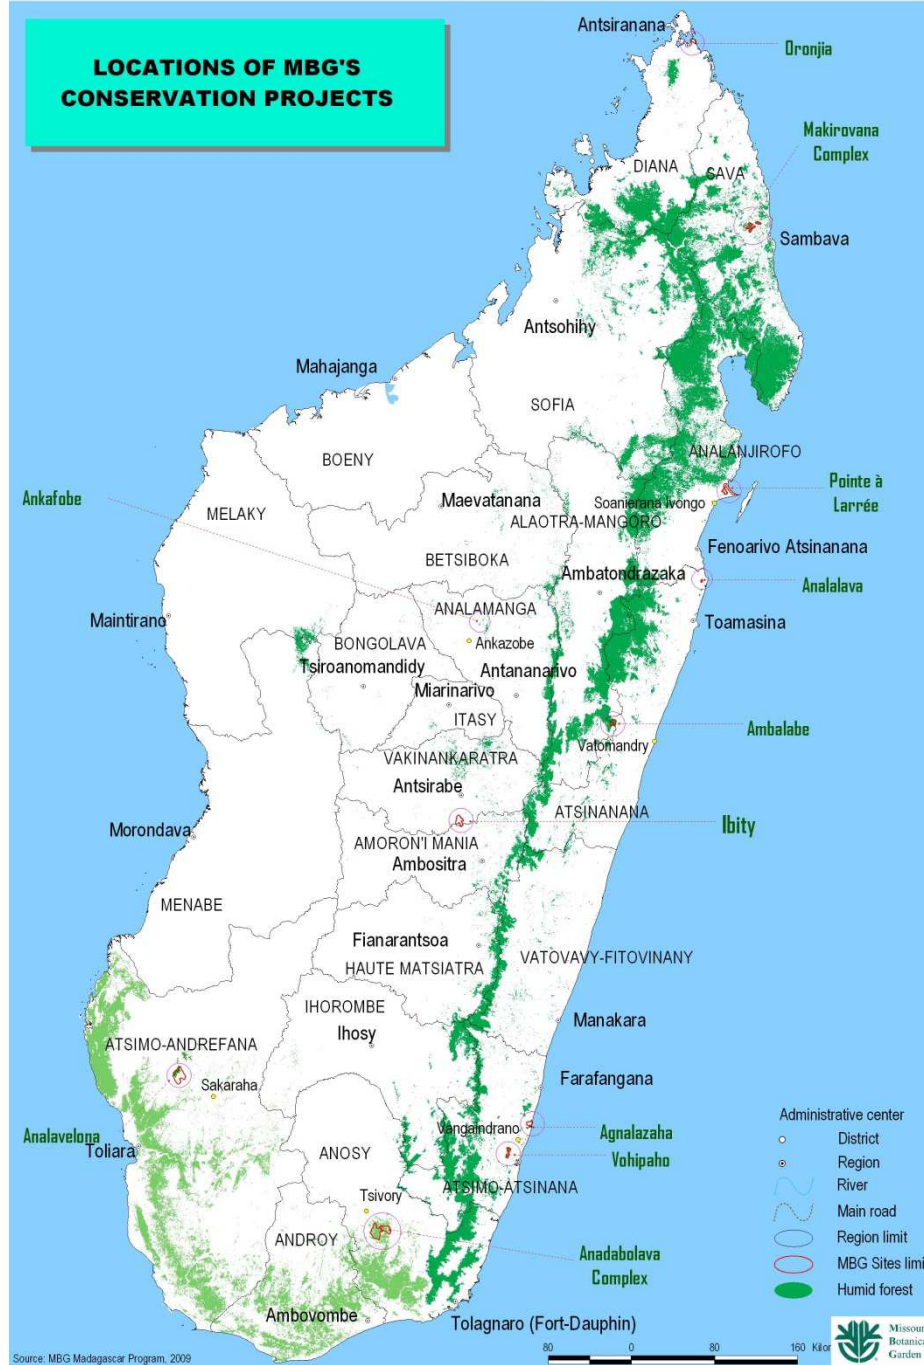 LOCATIONS OF MBG'S
CONSERVATION PROJECTS
Antsiranana
Oronjia
Makirovana
Complex
DIANA
SAVA
Sambava
Antsohihy
Mahajanga
SOFIA
BOENY
ANALANJIROFO
Ankafobe
MELAKY
Maevatanana
Soanierana Ivongo
Pointe à
Larrée
ALAOTRA-MANGORO
BETSIBOKA
Fenoarivo Atsinanana
Ambatondrazaka
Analalava
ANALAMANGA
Maintirano
BONGOLAVA
Ankazobe
Toamasina
Tsiroanomandidy
Antananarivo
Miarinarivo
ITASY
Ambalabe
Vatomandry
VAKINANKARATRA
Antsirabe
ATSINANANA
Ibity
Morondava
AMORON'I MANIA
Ambositra
MENABE
Fianarantsoa
VATOVAVY-FITOVINANY
HAUTE MATSIATRA
IHOROMBE
Ihosy
Manakara
ATSIMO-ANDREFANA
Sakaraha
Farafangana
Analavelona
Toliara
Vangaindrano
Agnalazaha
Vohipaho
ANOSY
ATSIMO-ATSINANA
Tsivory
ANDROY
Anadabolava
Complex
Ambovombe
Tolagnaro (Fort-Dauphin)
Administrative center
District
Region
River
Main road
Region limit
MBG Sites limi
Humid forest
80 0 80 160 Kilor
Missour
Botanica
Garden
Source: MBG Madagascar Program, 2009